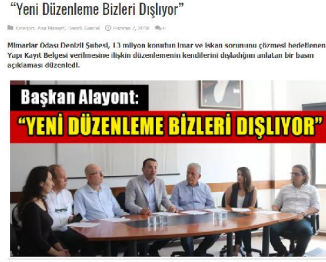 “Yeni Düzenleme Bizleri Dışlıyor”
Mimarlar Odası Denizli Şubesi, 13 milyon konutun imar ve iskan sorununu çözmesi hedeflenen
Yapı Kayıt Belgesi verilmesine ilişkin düzenlemenin kendilerini dışladığını anlatan bir basın
açıklaması düzenledi.
Başkan Alayont:
“YENİ DÜZENLEME BİZLERİ DIŞLIYOR”